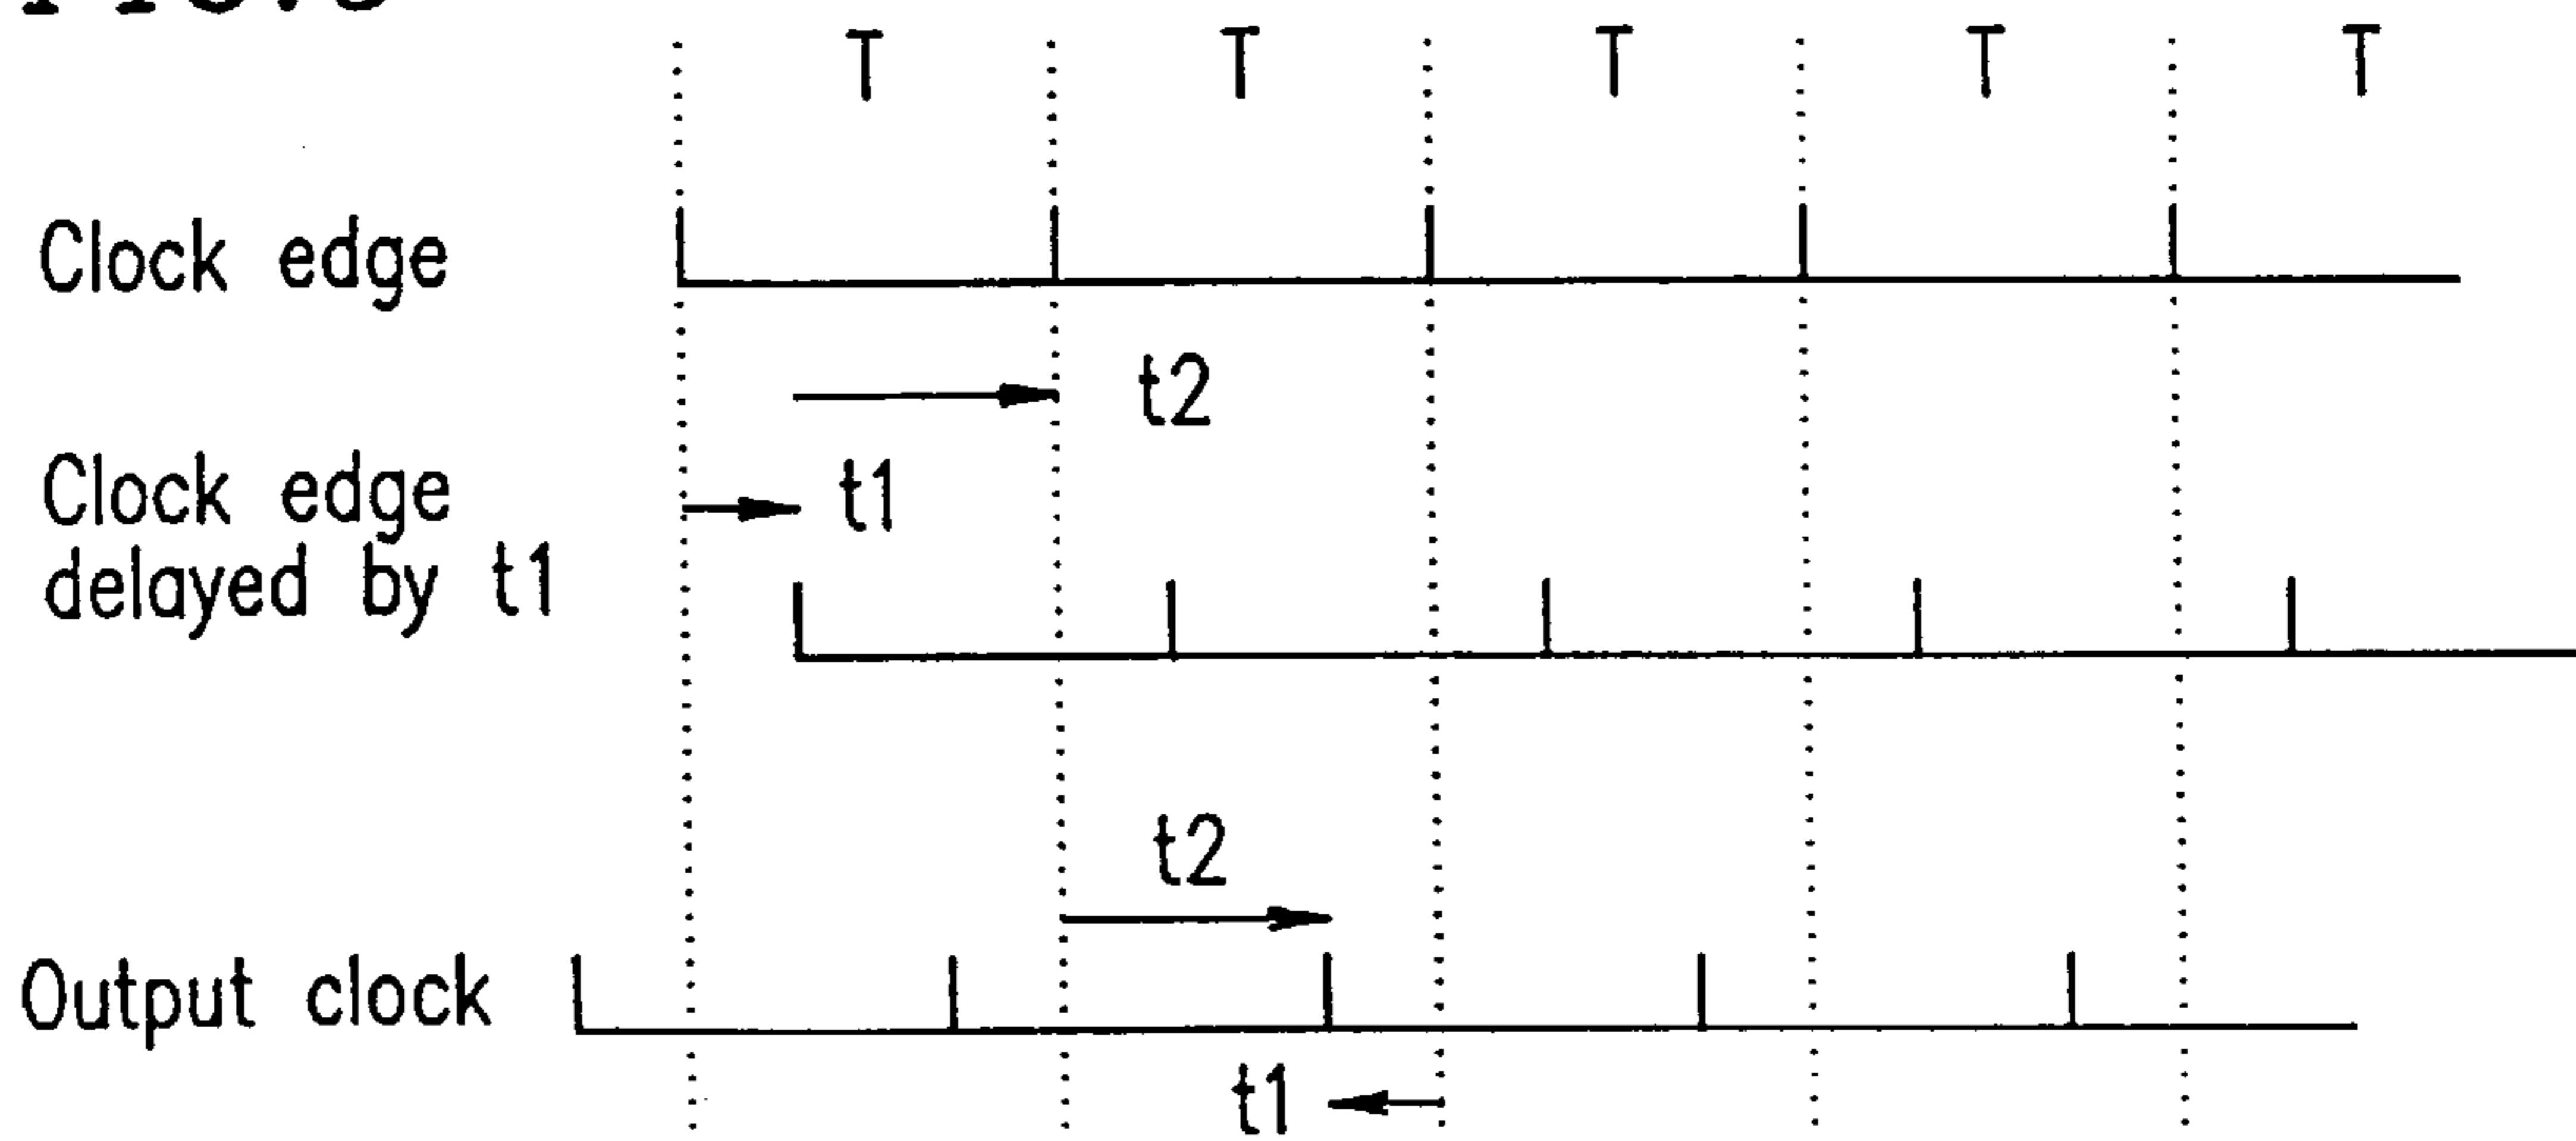 T T T T T
Clock edge
t2
Clock edge
t1
delayed by t1
t2
Output clock
t1